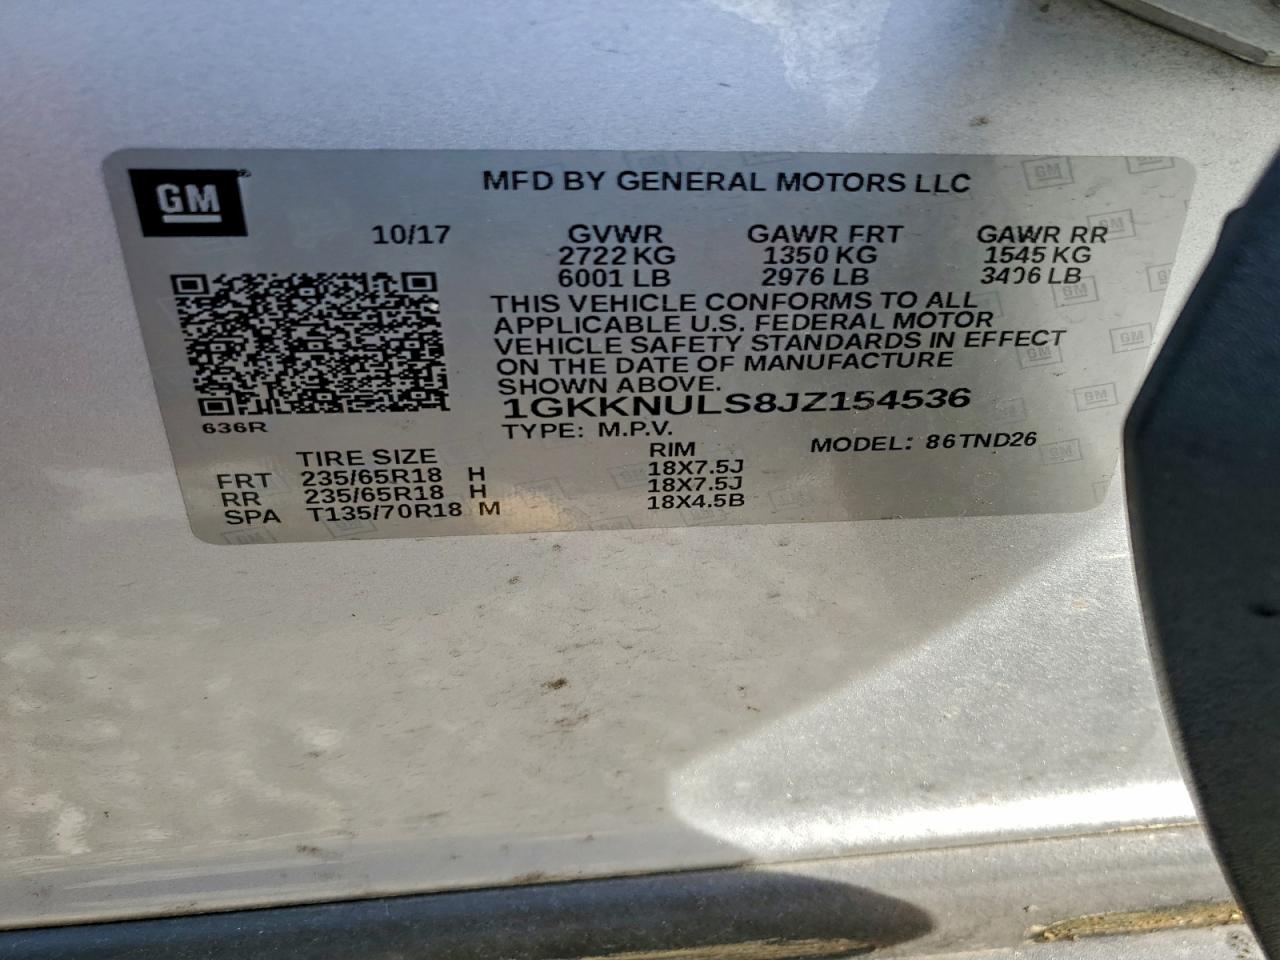 GM
MFD BY GENERAL MOTORS LLC
10/17 GVWR GAWR FRT GAWR RR
2722 KG 1350 KG 1545 KG
6001 LB 2976 LB 3406 LB
THIS VEHICLE CONFORMS TO ALL
APPLICABLE U.S. FEDERAL MOTOR
VEHICLE SAFETY STANDARDS IN EFFECT
ON THE DATE OF MANUFACTURE
SHOWN ABOVE.
1GKKNULS8JZ154536
636R
TYPE: M.P.V. MODEL: 86TND26
TIRE SIZE RIM
FRT 235/65R18 H 18X7.5J
RR 235/65R18 H 18X7.5J
SPA T135/70R18 M 18X4.5B